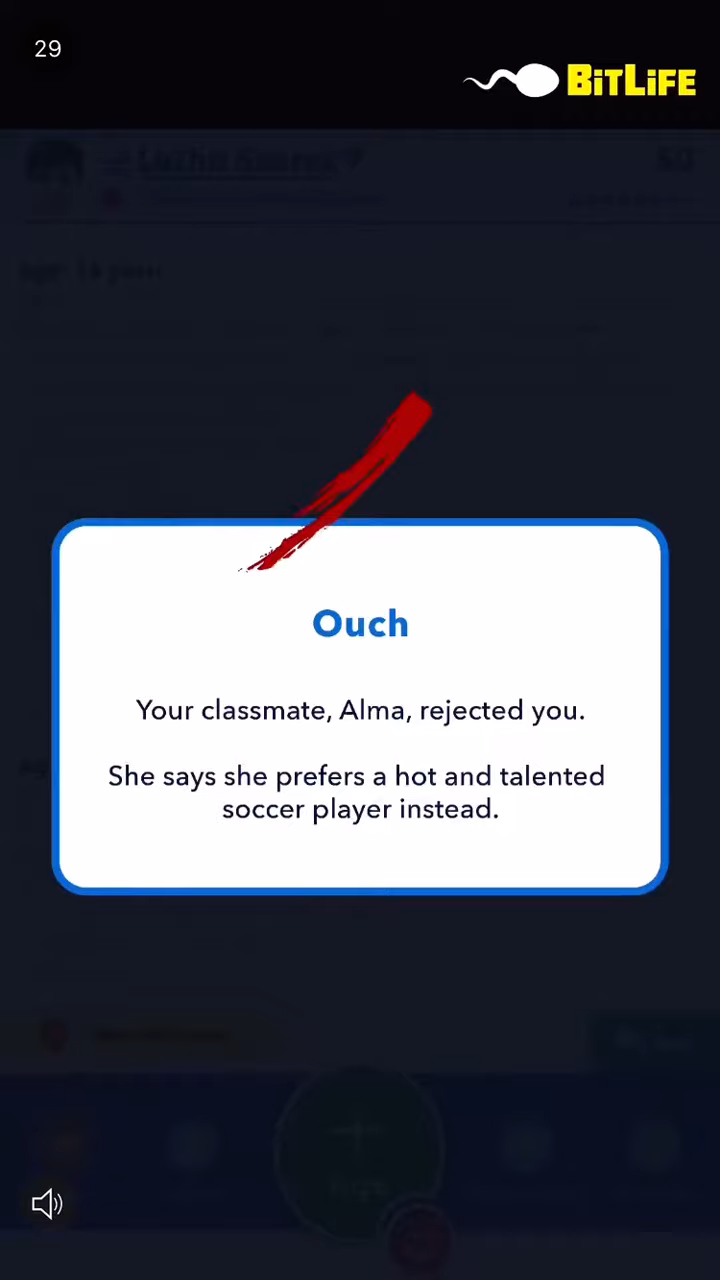 29
BiTLiFE
Ouch
Your classmate, Alma, rejected you.
She says she prefers a hot and talented
soccer player instead.